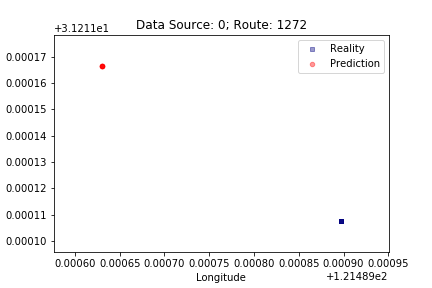 Data Source: 0; Route: 1272
+3.1211e1
Reality
Prediction
0.00017
0.00016
0.00015
0.00014
0.00013
0.00012
0.00011
0.00010
0.00060 0.00065 0.00070 0.00075 0.00080 0.00085 0.00090 0.00095
Longitude
+1.21489e2